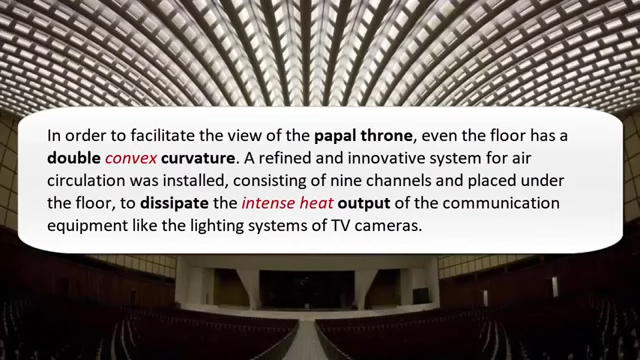 In order to facilitate the view of the papal throne, even the floor has a
double convex curvature. A refined and innovative system for air
circulation was installed, consisting of nine channels and placed under
the floor, to dissipate the intense heat output of the communication
equipment like the lighting systems of TV cameras.